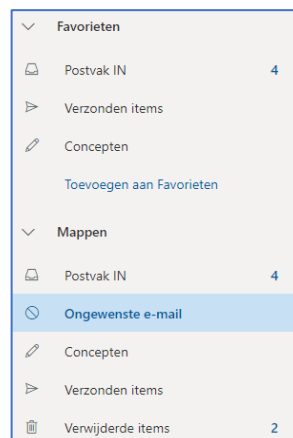 Favorieten
Postvak IN 4
Verzonden items
Concepten
Toevoegen aan Favorieten
Mappen
Postvak IN 4
Ongewenste e-mail
Concepten
Verzonden items
Verwijderde items 2